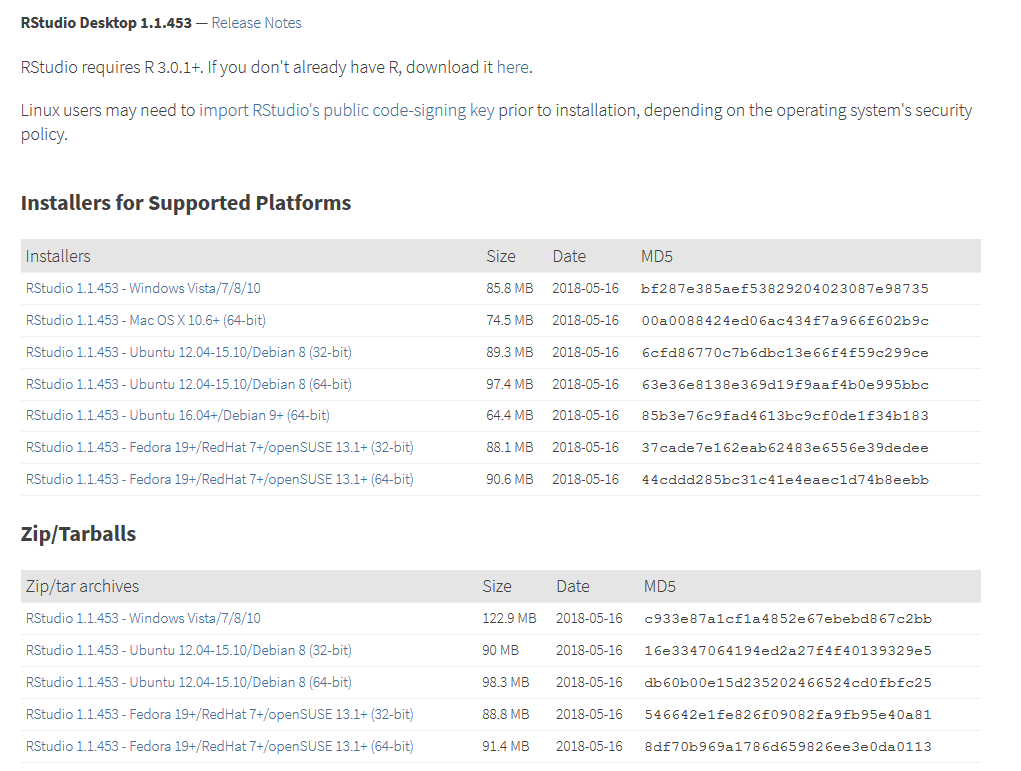 RStudio Desktop 1.1.453 — Release Notes
RStudio requires R 3.0.1+. If you don't already have R, download it here.
Linux users may need to import RStudio's public code-signing key prior to installation, depending on the operating system's security
policy.
Installers for Supported Platforms
Installers Size Date MD5
RStudio 1.1.453 - Windows Vista/7/8/10 85.8 MB 2018-05-16 bf287e385aef53829204023087e98735
RStudio 1.1.453 - Mac OS X 10.6+ (64-bit) 74.5 MB 2018-05-16 00a0088424ed06ac434f7a966f602b9c
RStudio 1.1.453 - Ubuntu 12.04-15.10/Debian 8 (32-bit) 89.3 MB 2018-05-16 6cfd86770c7b6dbc13e66f4f59c299ce
RStudio 1.1.453 - Ubuntu 12.04-15.10/Debian 8 (64-bit) 97.4 MB 2018-05-16 63e36e8138e369d19f9aaf4b0e995bbc
RStudio 1.1.453 - Ubuntu 16.04+/Debian 9+ (64-bit) 64.4 MB 2018-05-16 85b3e76c9fad4613bc9cf0de1f34b183
RStudio 1.1.453 - Fedora 19+/RedHat 7+/openSUSE 13.1+ (32-bit) 88.1 MB 2018-05-16 37cade7e162eab62483e6556e39dedee
RStudio 1.1.453 - Fedora 19+/RedHat 7+/openSUSE 13.1+ (64-bit) 90.6 MB 2018-05-16 44cddd285bc31c41e4eaec1d74b8eebb
Zip/Tarballs
Zip/tar archives Size Date MD5
RStudio 1.1.453 - Windows Vista/7/8/10 122.9 MB 2018-05-16 c933e87a1cf1a4852e67ebebd867c2bb
RStudio 1.1.453 - Ubuntu 12.04-15.10/Debian 8 (32-bit) 90 MB 2018-05-16 16e3347064194ed2a27f4f40139329e5
RStudio 1.1.453 - Ubuntu 12.04-15.10/Debian 8 (64-bit) 98.3 MB 2018-05-16 db60b00e15d235202466524cd0fbfc25
RStudio 1.1.453 - Fedora 19+/RedHat 7+/openSUSE 13.1+ (32-bit) 88.8 MB 2018-05-16 546642e1fe826f09082fa9fb95e40a81
RStudio 1.1.453 - Fedora 19+/RedHat 7+/openSUSE 13.1+ (64-bit) 91.4 MB 2018-05-16 8df70b969a1786d659826ee3e0da0113